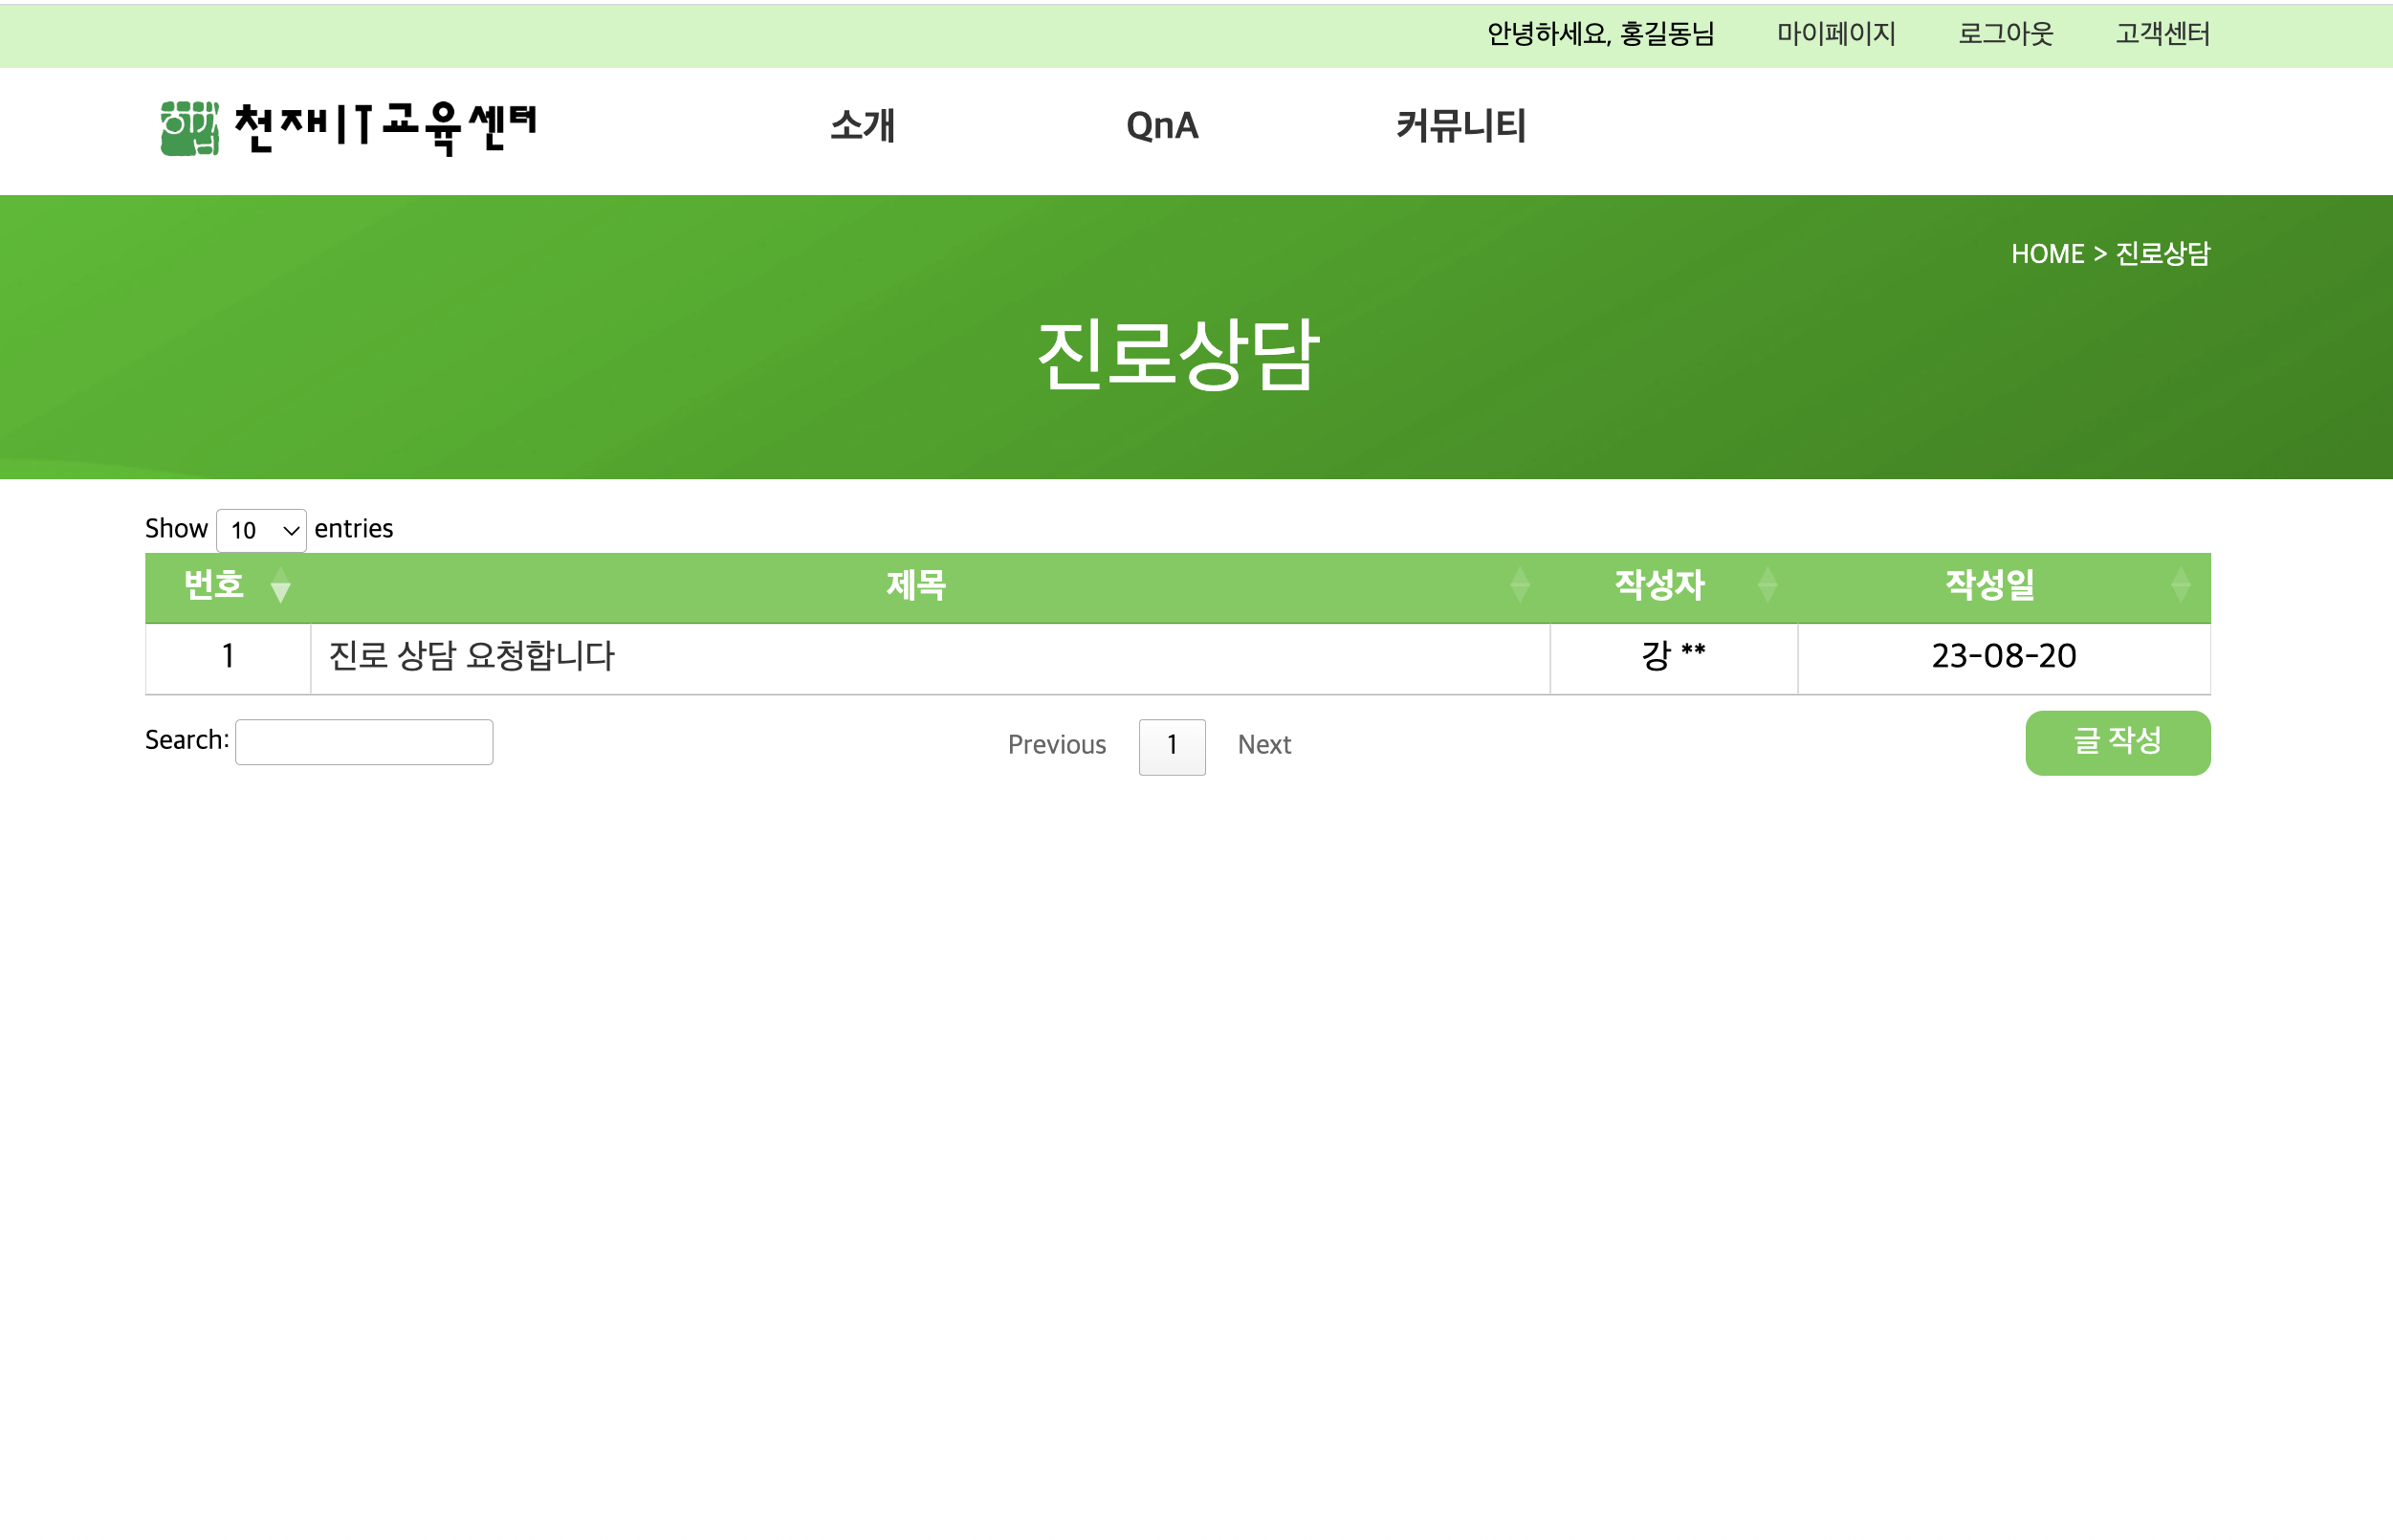 안녕하세요, 홍길동님 마이페이지 로그아웃 고객센터
천재IT교육센터 소개 QnA 커뮤니티
HOME > 진로상담
진로상담
Show 10 entries
번호 제목 작성자 작성일
1 진로 상담 요청합니다 강 ** 23-08-20
Search: Previous 1 Next 글 작성